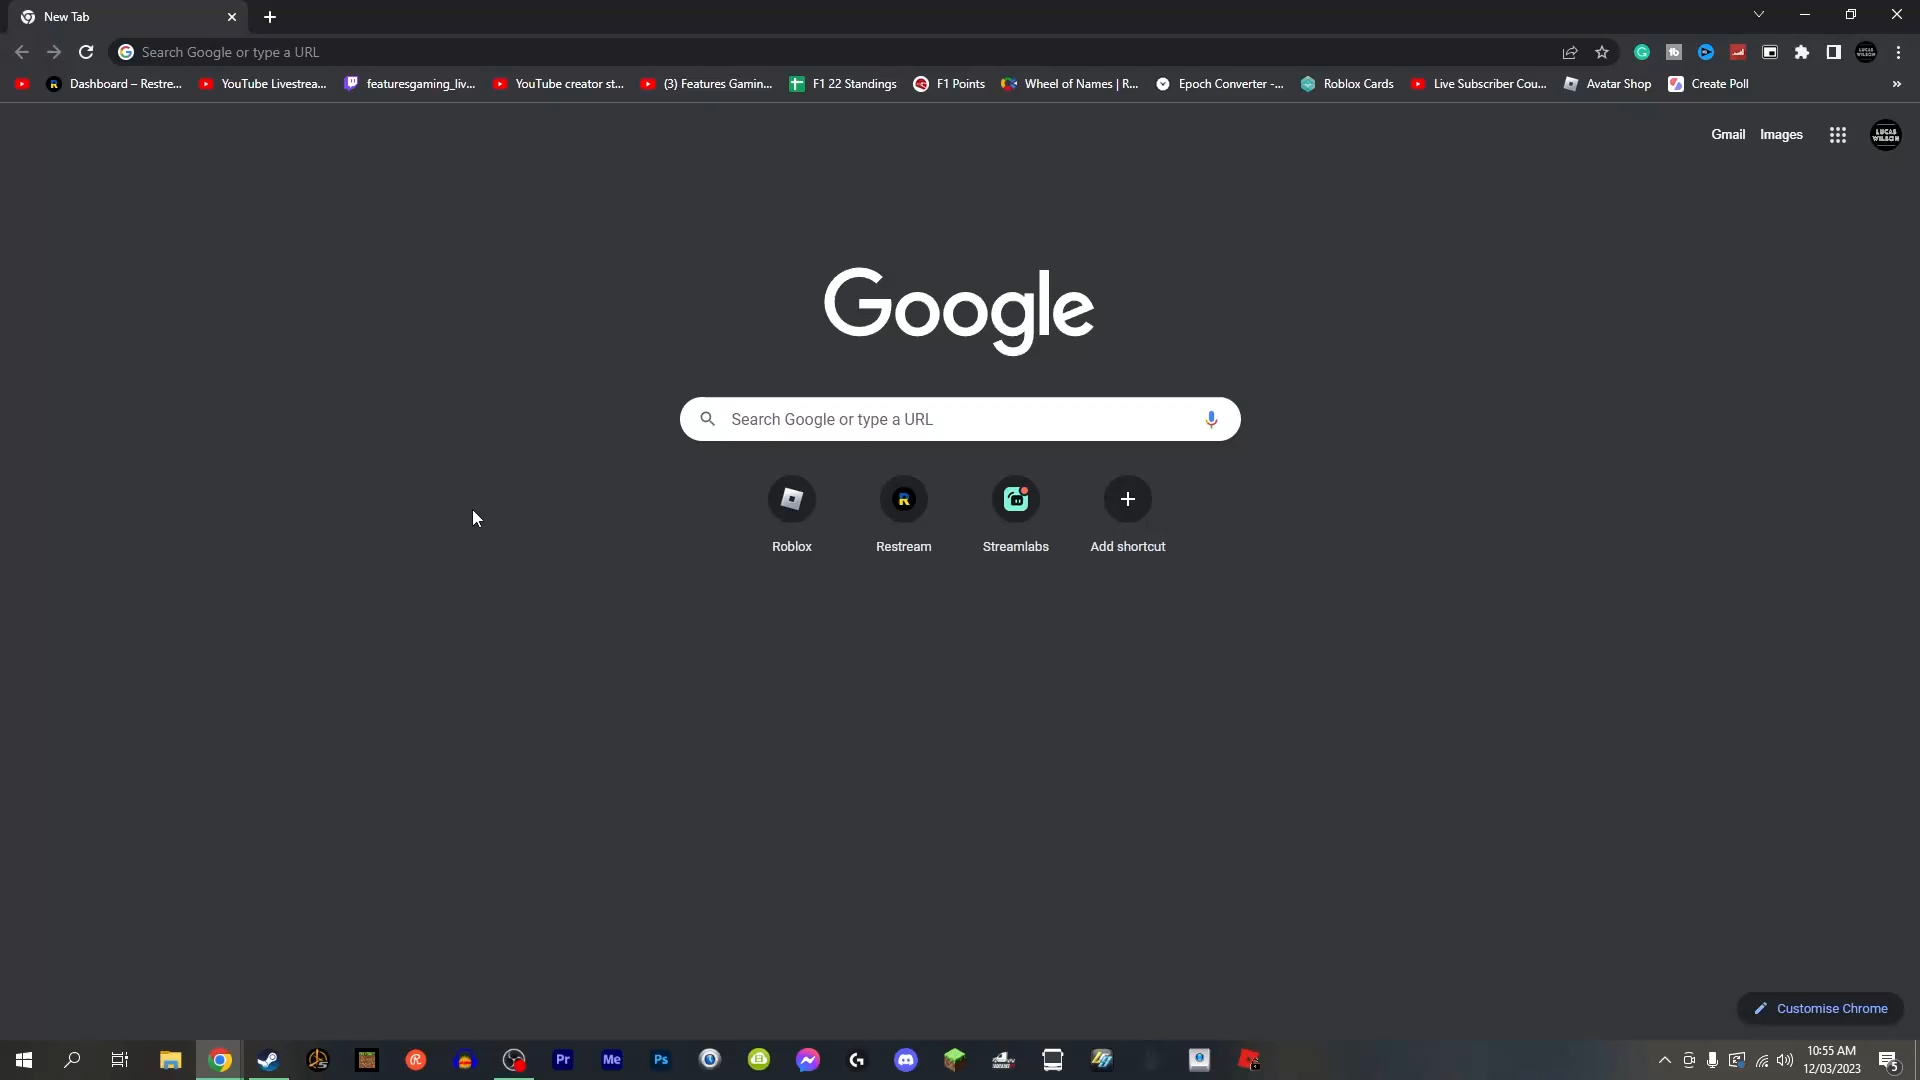 New Tab
Search Google or type a URL
Dashboard – Restre...
YouTube Livestrea...
featuresgaming_liv...
YouTube creator st...
(3) Features Gamin...
F1 22 Standings
F1 Points
Wheel of Names | R...
Epoch Converter -...
Roblox Cards
Live Subscriber Cou...
Avatar Shop
Create Poll
»
Gmail
Images
LUCAS
WILSON
Google
Search Google or type a URL
Roblox
Restream
Streamlabs
Add shortcut
Customise Chrome
Pr
Me
Ps
10:55 AM
12/03/2023
5